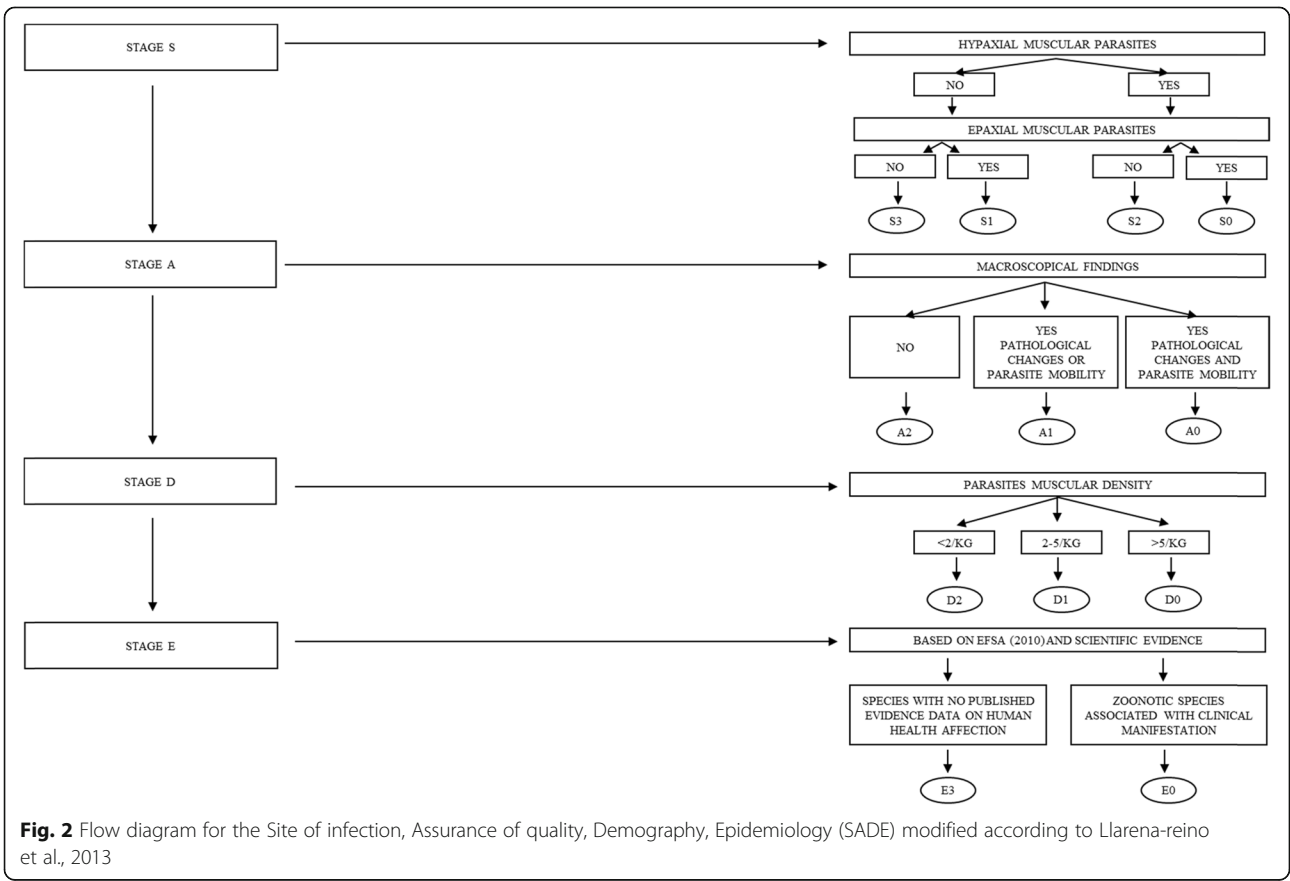 STAGE S
HYPAXIAL MUSCULAR PARASITES
NO
YES
EPAXIAL MUSCULAR PARASITES
NO
YES
NO
YES
S3
S1
S2
S0
STAGE A
MACROSCOPICAL FINDINGS
NO
YES
PATHOLOGICAL
CHANGES OR
PARASITE MOBILITY
YES
PATHOLOGICAL
CHANGES AND
PARASITE MOBILITY
A2
A1
A0
STAGE D
PARASITES MUSCULAR DENSITY
<2/KG
2-5/KG
>5/KG
D2
D1
D0
STAGE E
BASED ON EFSA (2010) AND SCIENTIFIC EVIDENCE
SPECIES WITH NO PUBLISHED
EVIDENCE DATA ON HUMAN
HEALTH AFFECTION
ZOONOTIC SPECIES
ASSOCIATED WITH CLINICAL
MANIFESTATION
E3
E0
Fig. 2 Flow diagram for the Site of infection, Assurance of quality, Demography, Epidemiology (SADE) modified according to Llarena-reino
et al., 2013